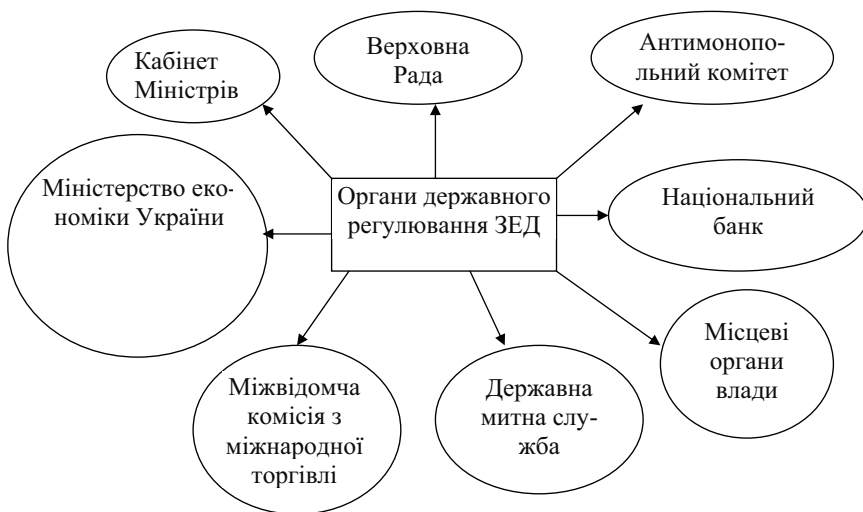 Кабінет
Міністрів
Верховна
Рада
Антимонопо-
льний комітет
Міністерство еко-
номіки України
Органи державного
регулювання ЗЕД
Національний
банк
Місцеві
органи
влади
Міжвідомча
комісія з
міжнародної
торгівлі
Державна
митна слу-
жба